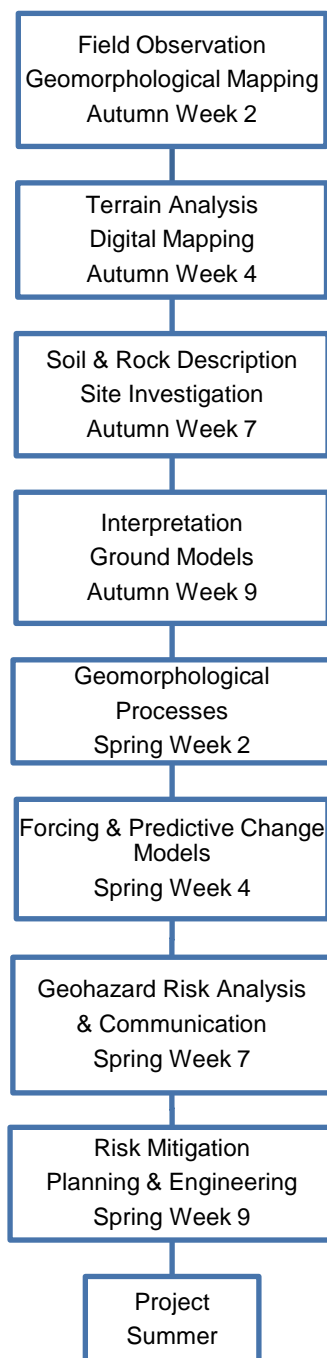 Field Observation
Geomorphological Mapping
Autumn Week 2
Terrain Analysis
Digital Mapping
Autumn Week 4
Soil & Rock Description
Site Investigation
Autumn Week 7
Interpretation
Ground Models
Autumn Week 9
Geomorphological
Processes
Spring Week 2
Forcing & Predictive Change
Models
Spring Week 4
Geohazard Risk Analysis
& Communication
Spring Week 7
Risk Mitigation
Planning & Engineering
Spring Week 9
Project
Summer